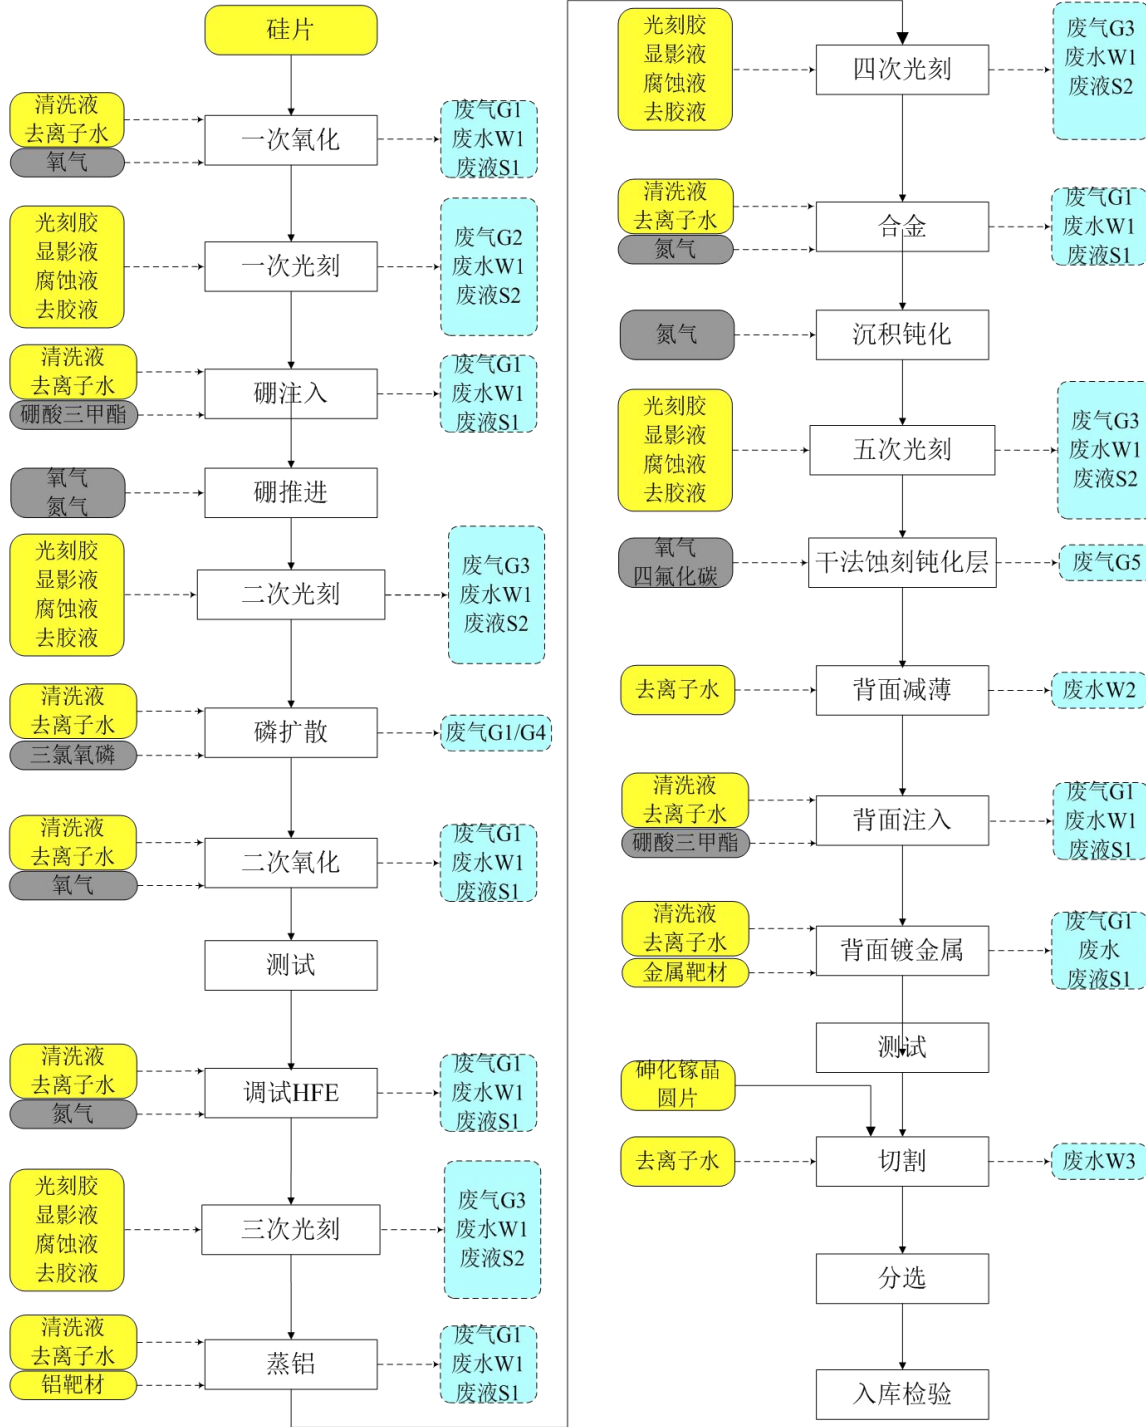 硅片
清洗液
去离子水
氧气
一次氧化
废气G1
废水W1
废液S1
光刻胶
显影液
腐蚀液
去胶液
一次光刻
废气G2
废水W1
废液S2
清洗液
去离子水
硼酸三甲酯
硼注入
废气G1
废水W1
废液S1
氧气
氮气
硼推进
光刻胶
显影液
腐蚀液
去胶液
二次光刻
废气G3
废水W1
废液S2
清洗液
去离子水
三氯氧磷
磷扩散
废气G1/G4
清洗液
去离子水
氧气
二次氧化
废气G1
废水W1
废液S1
测试
清洗液
去离子水
氮气
调试HFE
废气G1
废水W1
废液S1
光刻胶
显影液
腐蚀液
去胶液
三次光刻
废气G3
废水W1
废液S2
清洗液
去离子水
铝靶材
蒸铝
废气G1
废水W1
废液S1
光刻胶
显影液
腐蚀液
去胶液
四次光刻
废气G3
废水W1
废液S2
清洗液
去离子水
氮气
合金
废气G1
废水W1
废液S1
氮气
沉积钝化
光刻胶
显影液
腐蚀液
去胶液
五次光刻
废气G3
废水W1
废液S2
氧气
四氟化碳
干法蚀刻钝化层
废气G5
去离子水
背面减薄
废水W2
清洗液
去离子水
硼酸三甲酯
背面注入
废气G1
废水W1
废液S1
清洗液
去离子水
金属靶材
背面镀金属
废气G1
废水
废液S1
测试
砷化镓晶
圆片
去离子水
切割
废水W3
分选
入库检验